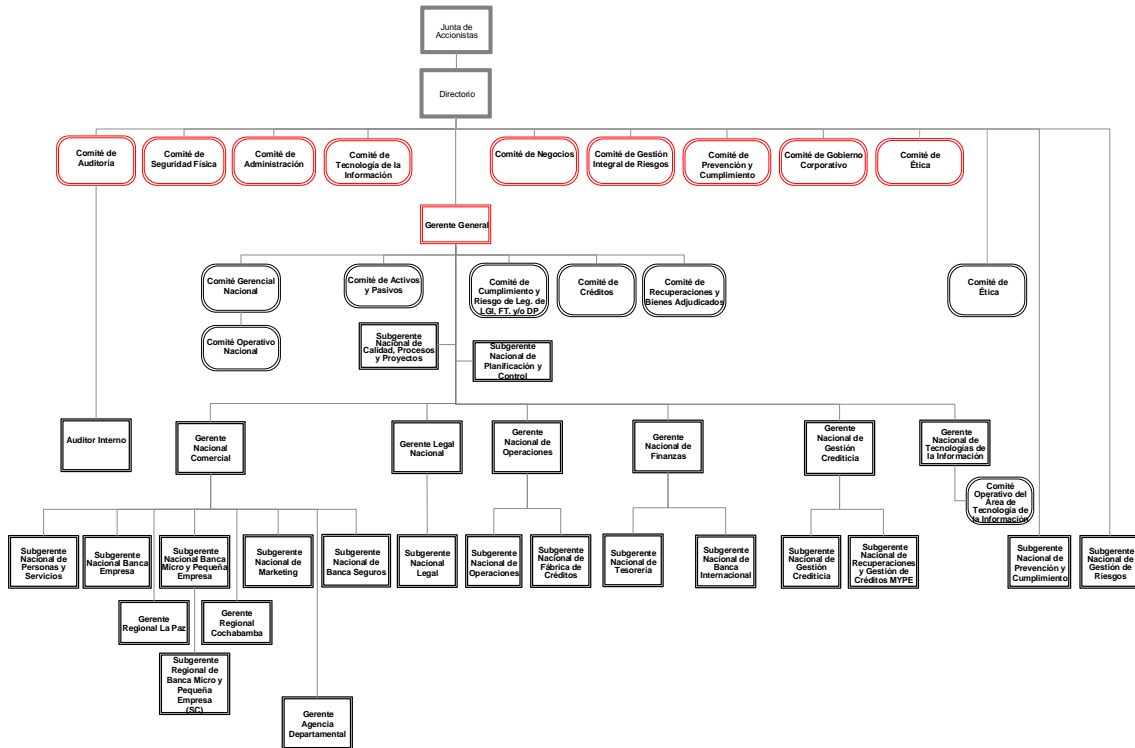 Junta de
Accionistas
Directorio
Comité de
Auditoría
Comité de
Seguridad Física
Comité de
Administración
Comité de
Tecnología de la
Información
Comité de Negocios
Comité de Gestión
Integral de Riesgos
Comité de
Prevención y
Cumplimiento
Comité de Gobierno
Corporativo
Comité de
Ética
Gerente General
Comité Gerencial
Nacional
Comité de Activos
y Pasivos
Comité de
Cumplimiento y
Riesgo de Leg. de
LGI, FT. y/o DP
Comité de
Créditos
Comité de
Recuperaciones y
Bienes Adjudicados
Comité de
Ética
Comité Operativo
Nacional
Subgerente
Nacional de
Calidad, Procesos
y Proyectos
Subgerente
Nacional de
Planificación y
Control
Auditor Interno
Gerente
Nacional
Comercial
Gerente Legal
Nacional
Gerente
Nacional de
Operaciones
Gerente
Nacional de
Finanzas
Gerente
Nacional de
Gestión
Crediticia
Gerente
Nacional de
Tecnologías de
la Información
Comité
Operativo del
Área de
Tecnología de
la Información
Subgerente
Nacional de
Personas y
Servicios
Subgerente
Nacional Banca
Empresa
Subgerente
Nacional Banca
Micro y Pequeña
Empresa
Subgerente
Nacional de
Marketing
Subgerente
Nacional de
Banca Seguros
Subgerente
Nacional
Legal
Subgerente
Nacional de
Operaciones
Subgerente
Nacional de
Fábrica de
Créditos
Subgerente
Nacional de
Tesorería
Subgerente
Nacional de
Banca
Internacional
Subgerente
Nacional de
Gestión
Crediticia
Subgerente
Nacional de
Recuperaciones
y Gestión de
Créditos MYPE
Subgerente
Nacional de
Prevención y
Cumplimiento
Subgerente
Nacional de
Gestión de
Riesgos
Gerente
Regional La Paz
Gerente
Regional
Cochabamba
Subgerente
Regional de
Banca Micro y
Pequeña
Empresa
(SC)
Gerente
Agencia
Departamental